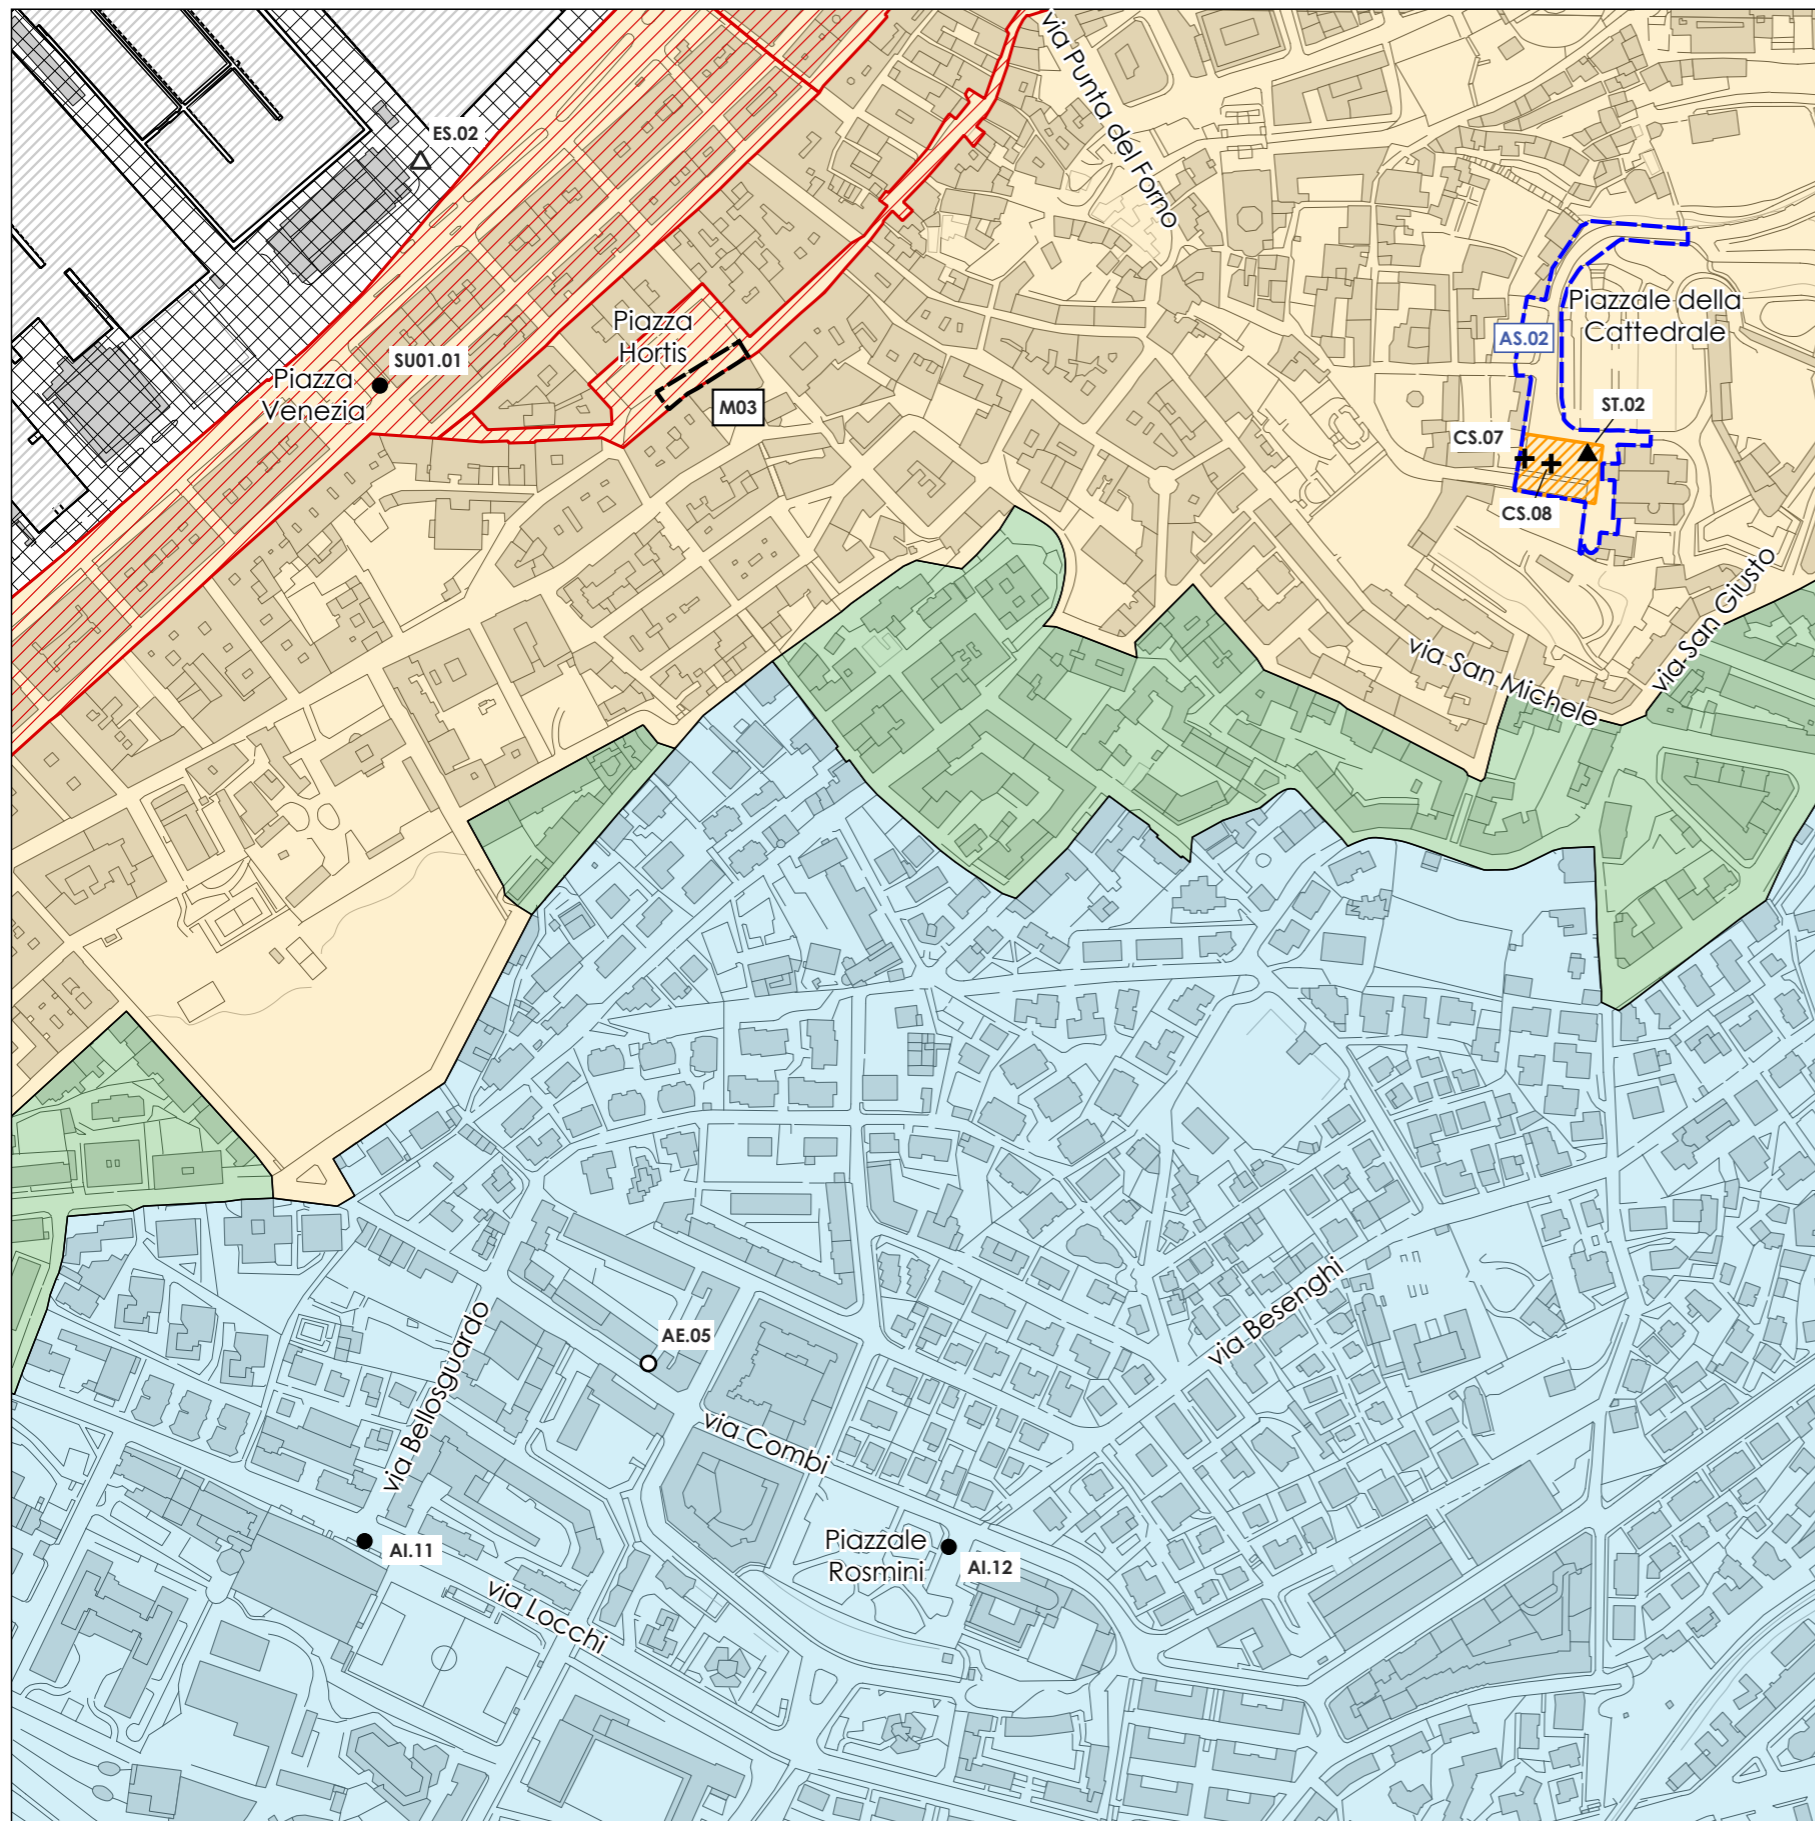 via Punta del Forno
ES.02
Piazzale della
Cattedrale
Piazza
Hortis
AS.02
SU01.01
Piazza
Venezia
M03
ST.02
CS.07
CS.08
via San Giusto
via San Michele
via Besenghi
via Bellosguardo
AE.05
via Combi
AI.11
Piazzale
Rosmini
AI.12
via Locchi